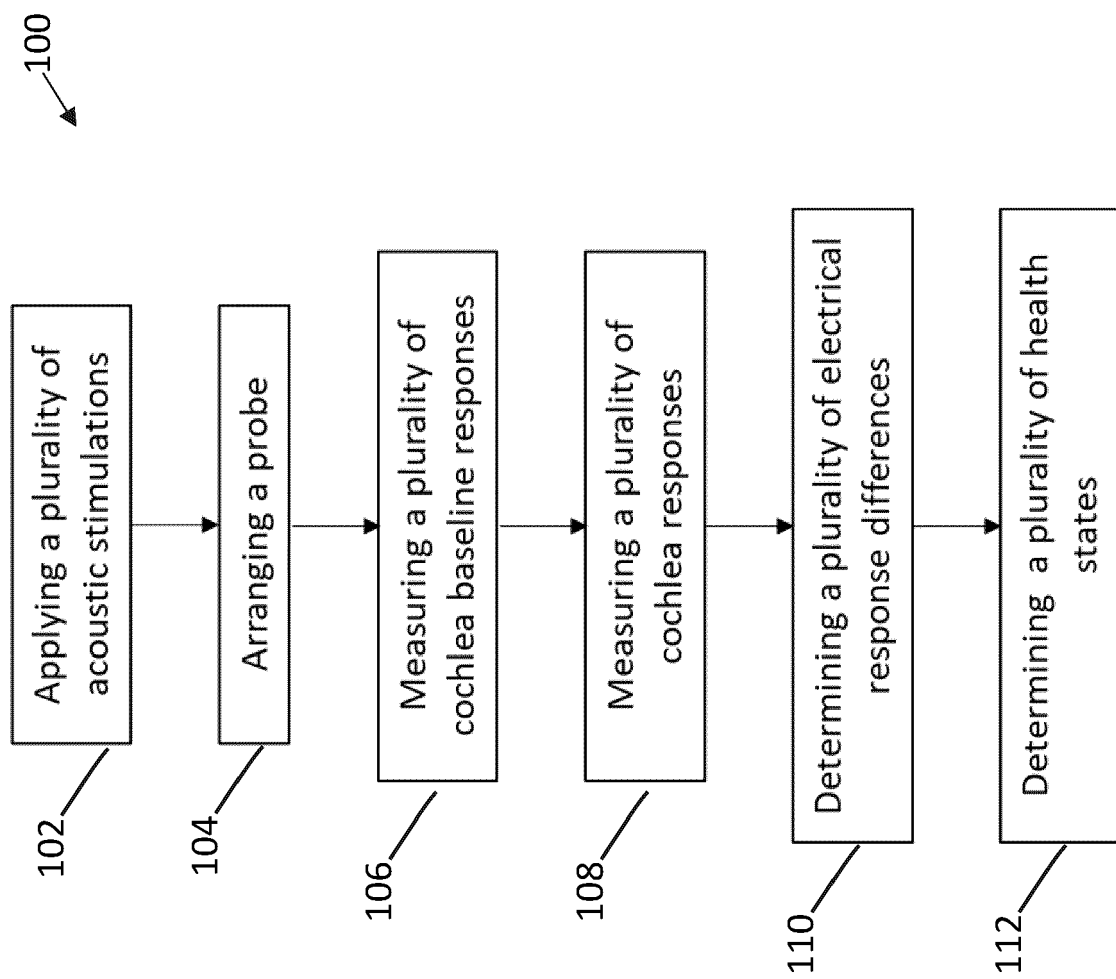 100
102
Applying a plurality of
acoustic stimulations
104
Arranging a probe
106
Measuring a plurality of
cochlea baseline responses
108
Measuring a plurality of
cochlea responses
110
Determining a plurality of electrical
response differences
112
Determining a plurality of health
states